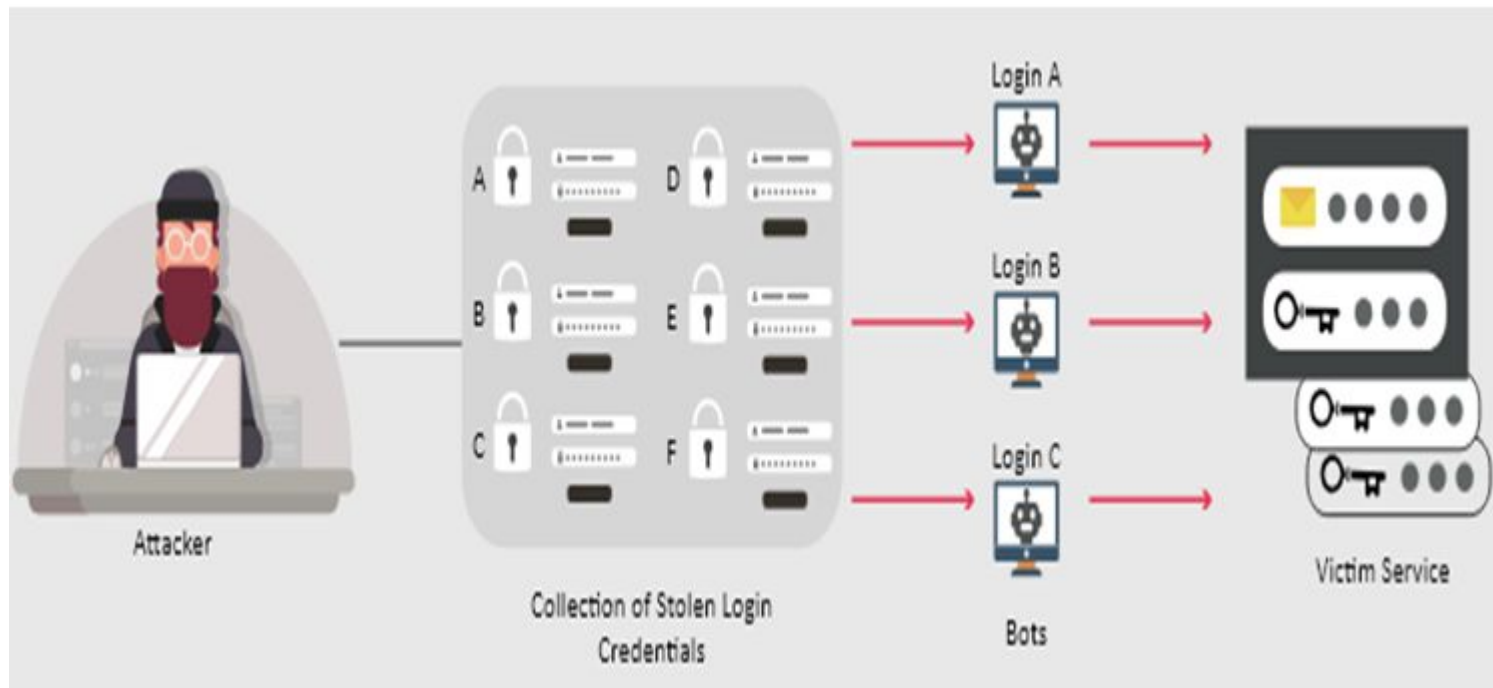 Login A
A
D
Login B
B
E
Login C
C
F
Attacker
Collection of Stolen Login
Credentials
Bots
Victim Service